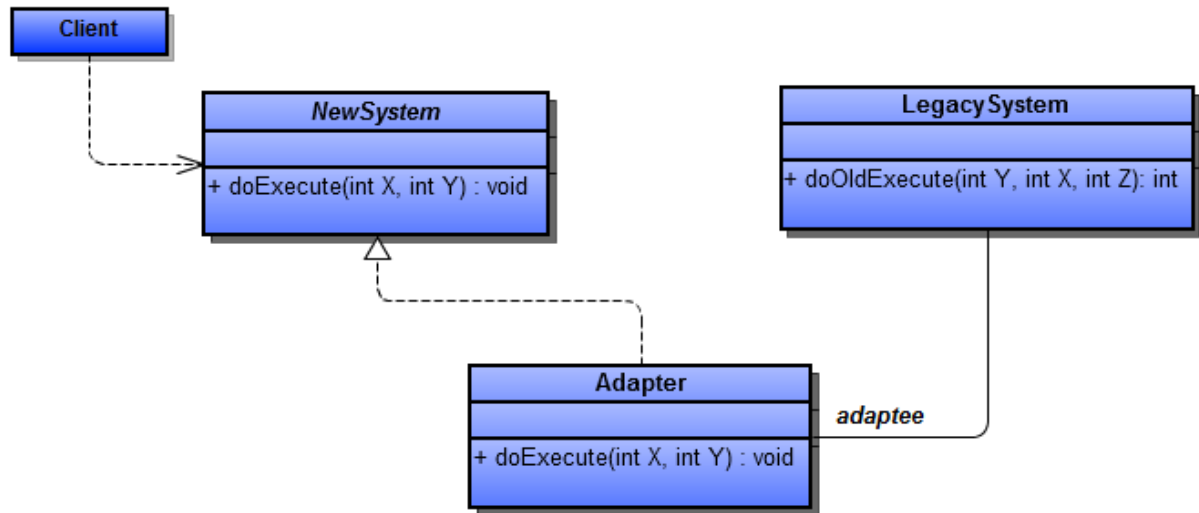 Client
NewSystem
+ doExecute(int X, int Y) : void
LegacySystem
+ doOldExecute(int Y, int X, int Z): int
Adapter
+ doExecute(int X, int Y) : void
adaptee